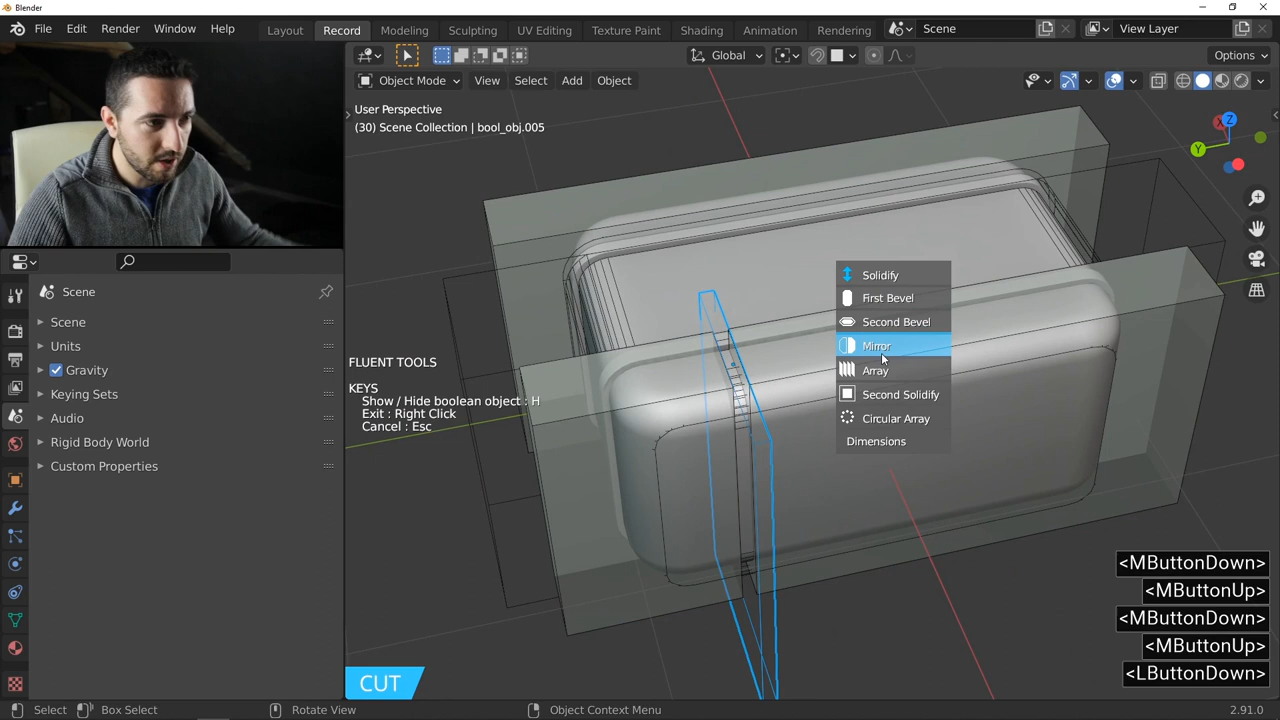 Blender
File Edit Render Window Help
Layout Record Modeling Sculpting UV Editing Texture Paint Shading Animation Rendering
Scene
View Layer
Global
Options
Object Mode View Select Add Object
User Perspective
(30) Scene Collection | bool_obj.005
X
Y
Z
Scene
Scene
Units
Gravity
Keying Sets
Audio
Rigid Body World
Custom Properties
FLUENT TOOLS
KEYS
Show / Hide boolean object : H
Exit : Right Click
Cancel : Esc
Solidify
First Bevel
Second Bevel
Mirror
Array
Second Solidify
Circular Array
Dimensions
<MButtonDown>
<MButtonUp>
<MButtonDown>
<MButtonUp>
<LButtonDown>
CUT
Select Box Select Rotate View Object Context Menu 2.91.0